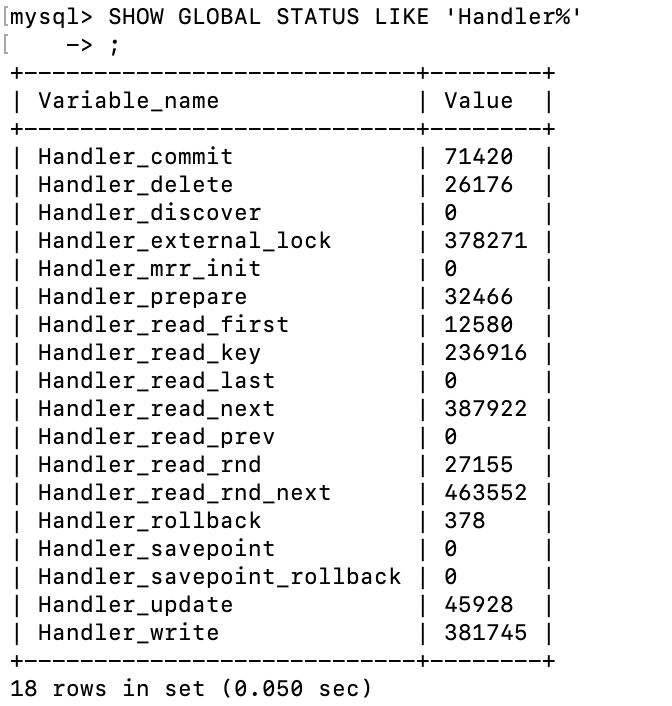 [mysql> SHOW GLOBAL STATUS LIKE 'Handler%'
[    -> ;
+----------------------------+--------+
| Variable_name              | Value  |
+----------------------------+--------+
| Handler_commit             | 71420  |
| Handler_delete             | 26176  |
| Handler_discover           | 0      |
| Handler_external_lock      | 378271 |
| Handler_mrr_init           | 0      |
| Handler_prepare            | 32466  |
| Handler_read_first         | 12580  |
| Handler_read_key           | 236916 |
| Handler_read_last          | 0      |
| Handler_read_next          | 387922 |
| Handler_read_prev          | 0      |
| Handler_read_rnd           | 27155  |
| Handler_read_rnd_next      | 463552 |
| Handler_rollback           | 378    |
| Handler_savepoint          | 0      |
| Handler_savepoint_rollback | 0      |
| Handler_update             | 45928  |
| Handler_write              | 381745 |
+----------------------------+--------+
18 rows in set (0.050 sec)